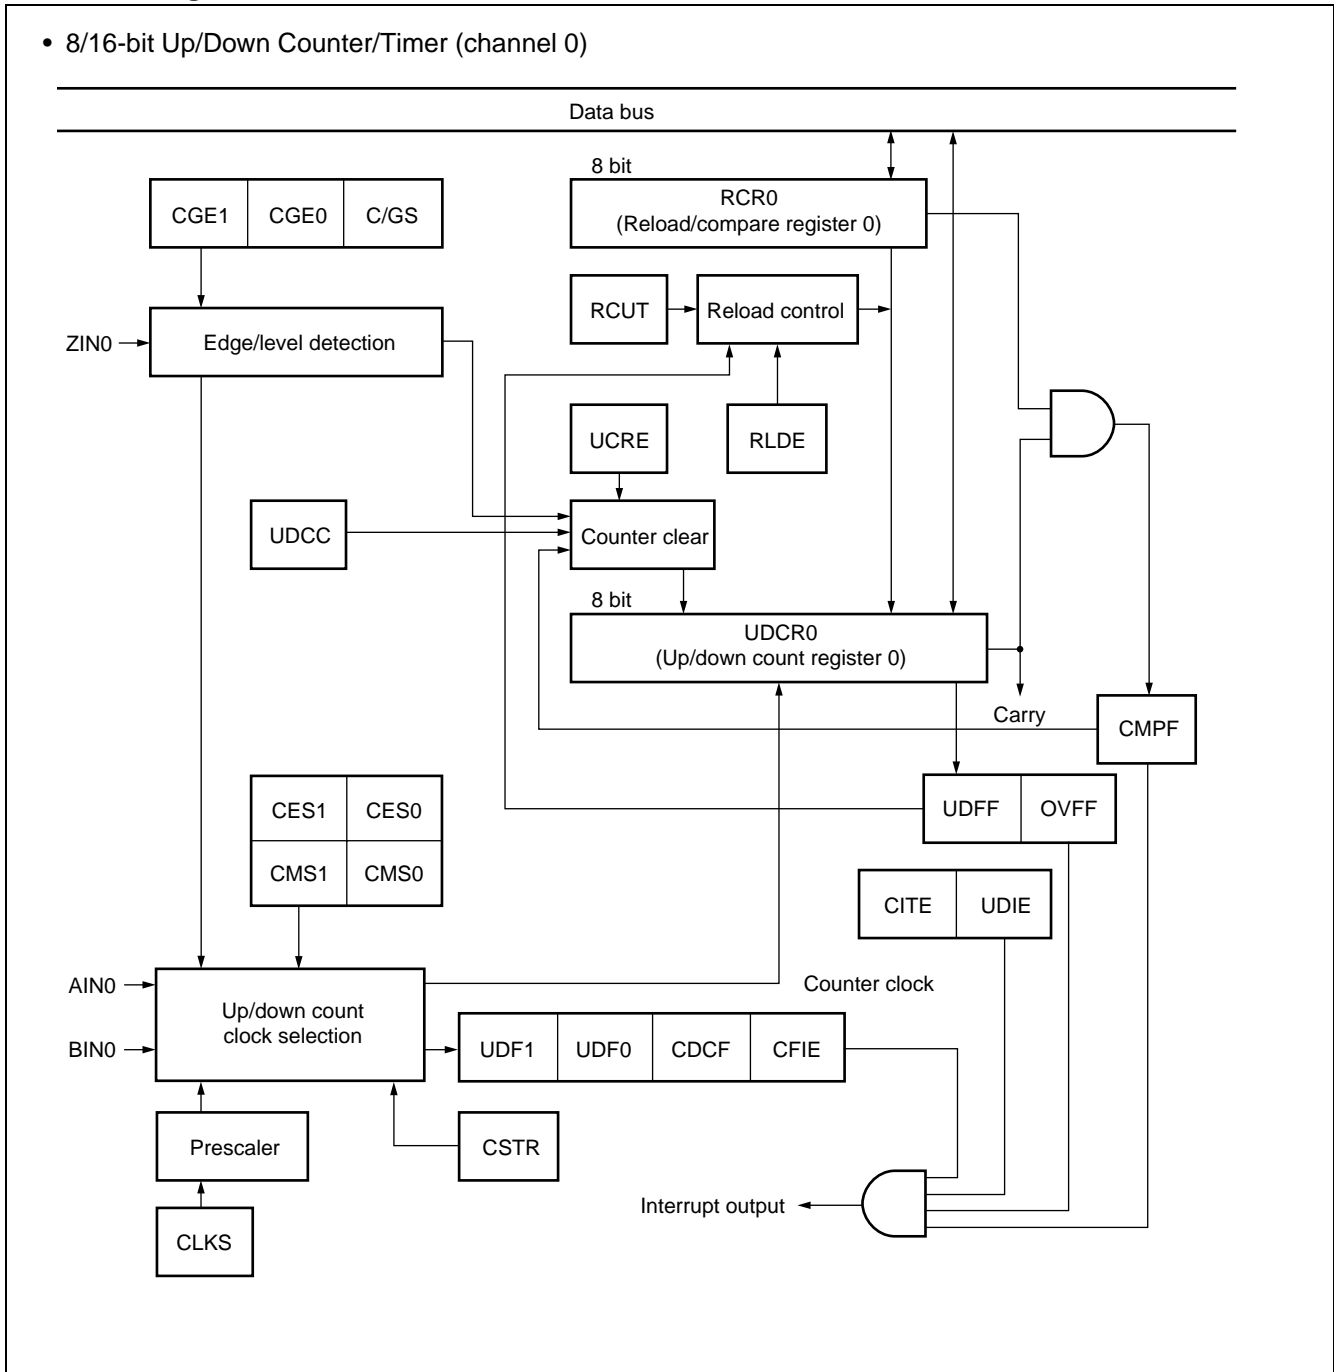 • 8/16-bit Up/Down Counter/Timer (channel 0)
Data bus
8 bit
CGE1 CGE0 C/GS
RCR0
(Reload/compare register 0)
RCUT
Reload control
ZIN0
Edge/level detection
UCRE
RLDE
UDCC
Counter clear
8 bit
UDCR0
(Up/down count register 0)
Carry
CMPF
CES1 CES0
UDFF OVFF
CMS1 CMS0
CITE UDIE
AIN0
Counter clock
Up/down count
clock selection
BIN0
UDF1 UDF0 CDCF CFIE
Prescaler
CSTR
Interrupt output
CLKS